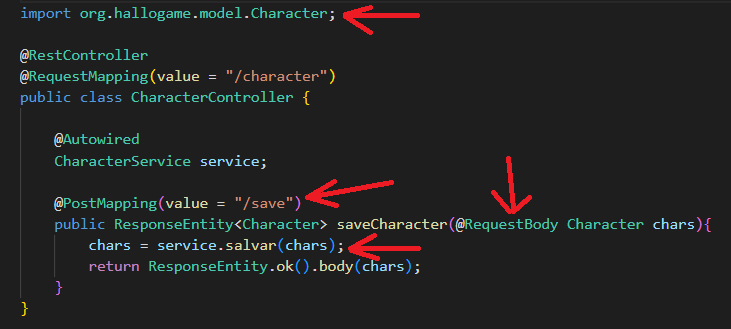 import org.hallogame.model.Character;
@RestController
@RequestMapping(value = "/character")
public class CharacterController {
@Autowired
CharacterService service;
@PostMapping(value = "/save")
public ResponseEntity<Character> saveCharacter(@RequestBody Character chars){
chars = service.salvar(chars);
return ResponseEntity.ok().body(chars);
}
}